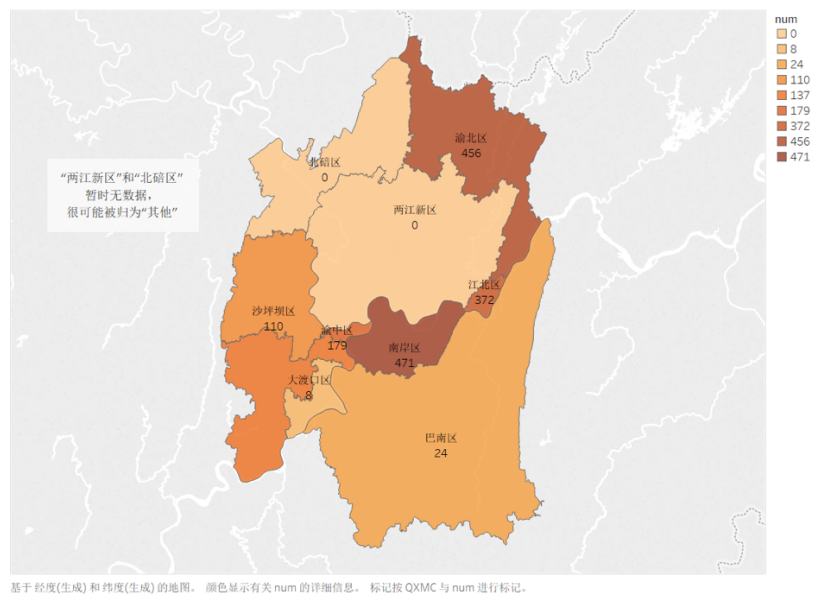 num
0
8
24
110
137
179
372
456
471
渝北区
456
北碚区
0
“两江新区”和“北碚区”
暂时无数据，
很可能被归为“其他”
两江新区
0
江北区
372
沙坪坝区
110
渝中区
179
南岸区
471
大渡口区
8
巴南区
24
基于 经度(生成) 和 纬度(生成) 的地图。 颜色显示有关 num 的详细信息。 标记按 QXMC 与 num 进行标记。